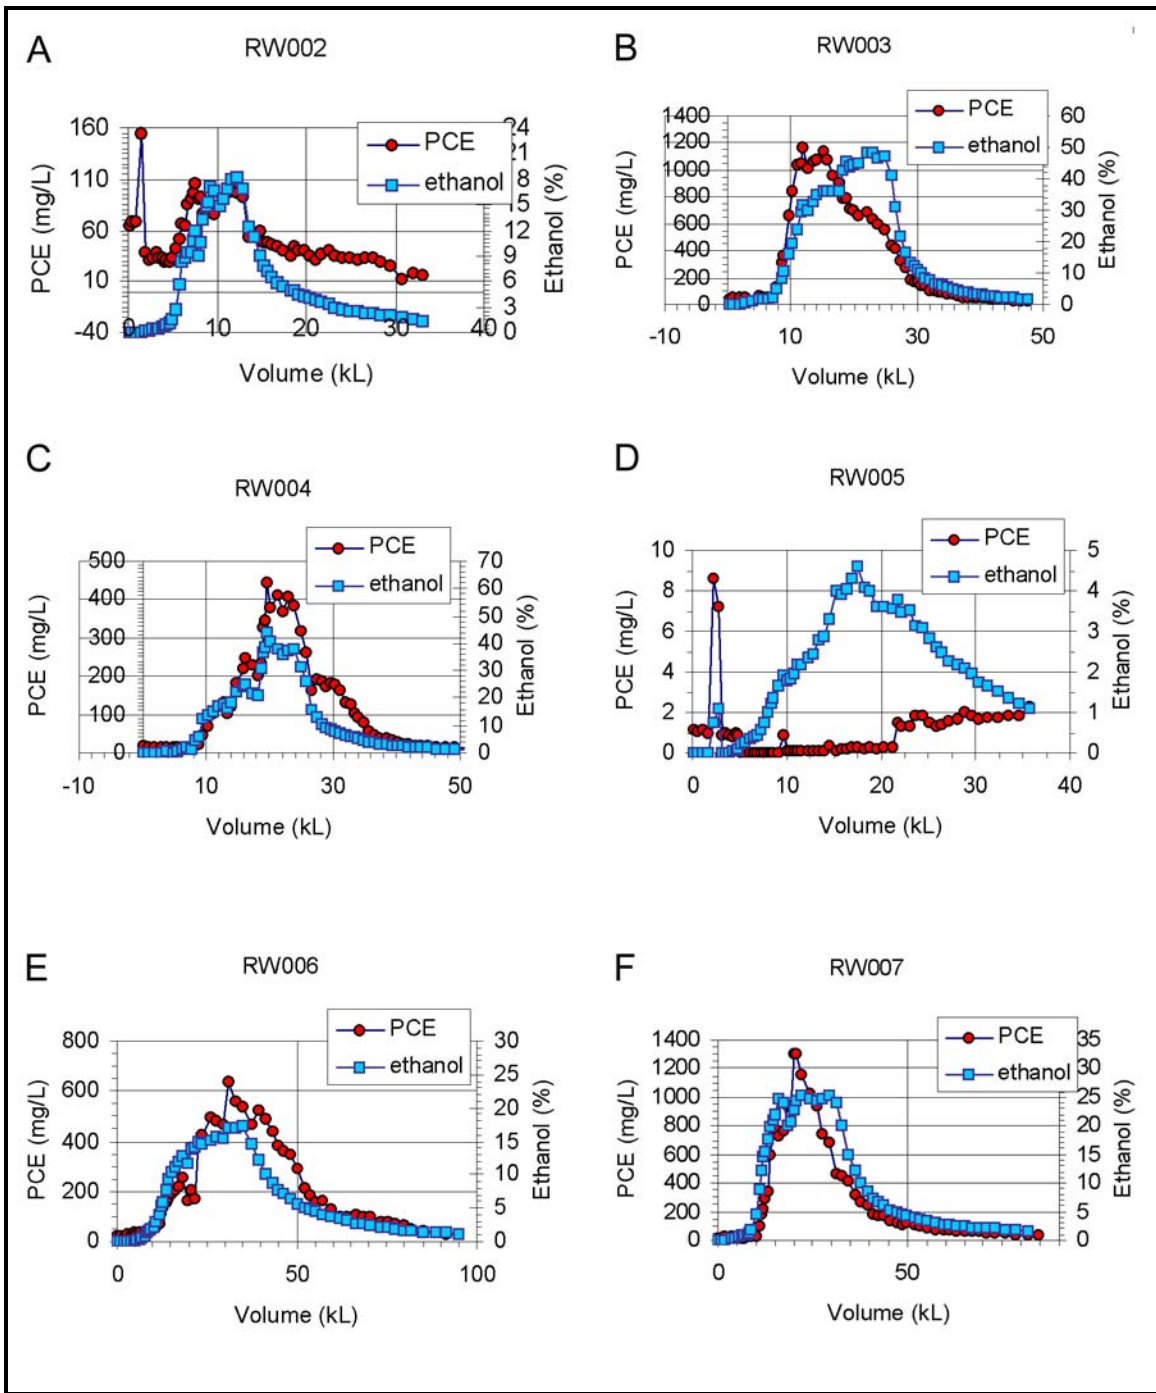 A
RW002
PCE
ethanol
160
110
60
10
-40
24
21
8
15
12
9
6
3
0
0
10
20
30
40
PCE (mg/L)
Ethanol (%)
Volume (kL)
B
RW003
PCE
ethanol
1400
1200
1000
800
600
400
200
0
60
50
40
30
20
10
0
-10
10
30
50
PCE (mg/L)
Ethanol (%)
Volume (kL)
C
RW004
PCE
ethanol
500
400
300
200
100
0
70
60
50
40
30
20
10
0
-10
10
30
50
PCE (mg/L)
Ethanol (%)
Volume (kL)
D
RW005
PCE
ethanol
10
8
6
4
2
0
5
4
3
2
1
0
0
10
20
30
40
PCE (mg/L)
Ethanol (%)
Volume (kL)
E
RW006
PCE
ethanol
800
600
400
200
0
30
25
20
15
10
5
0
0
50
100
PCE (mg/L)
Ethanol (%)
Volume (kL)
F
RW007
PCE
ethanol
1400
1200
1000
800
600
400
200
0
35
30
25
20
15
10
5
0
0
50
PCE (mg/L)
Ethanol (%)
Volume (kL)